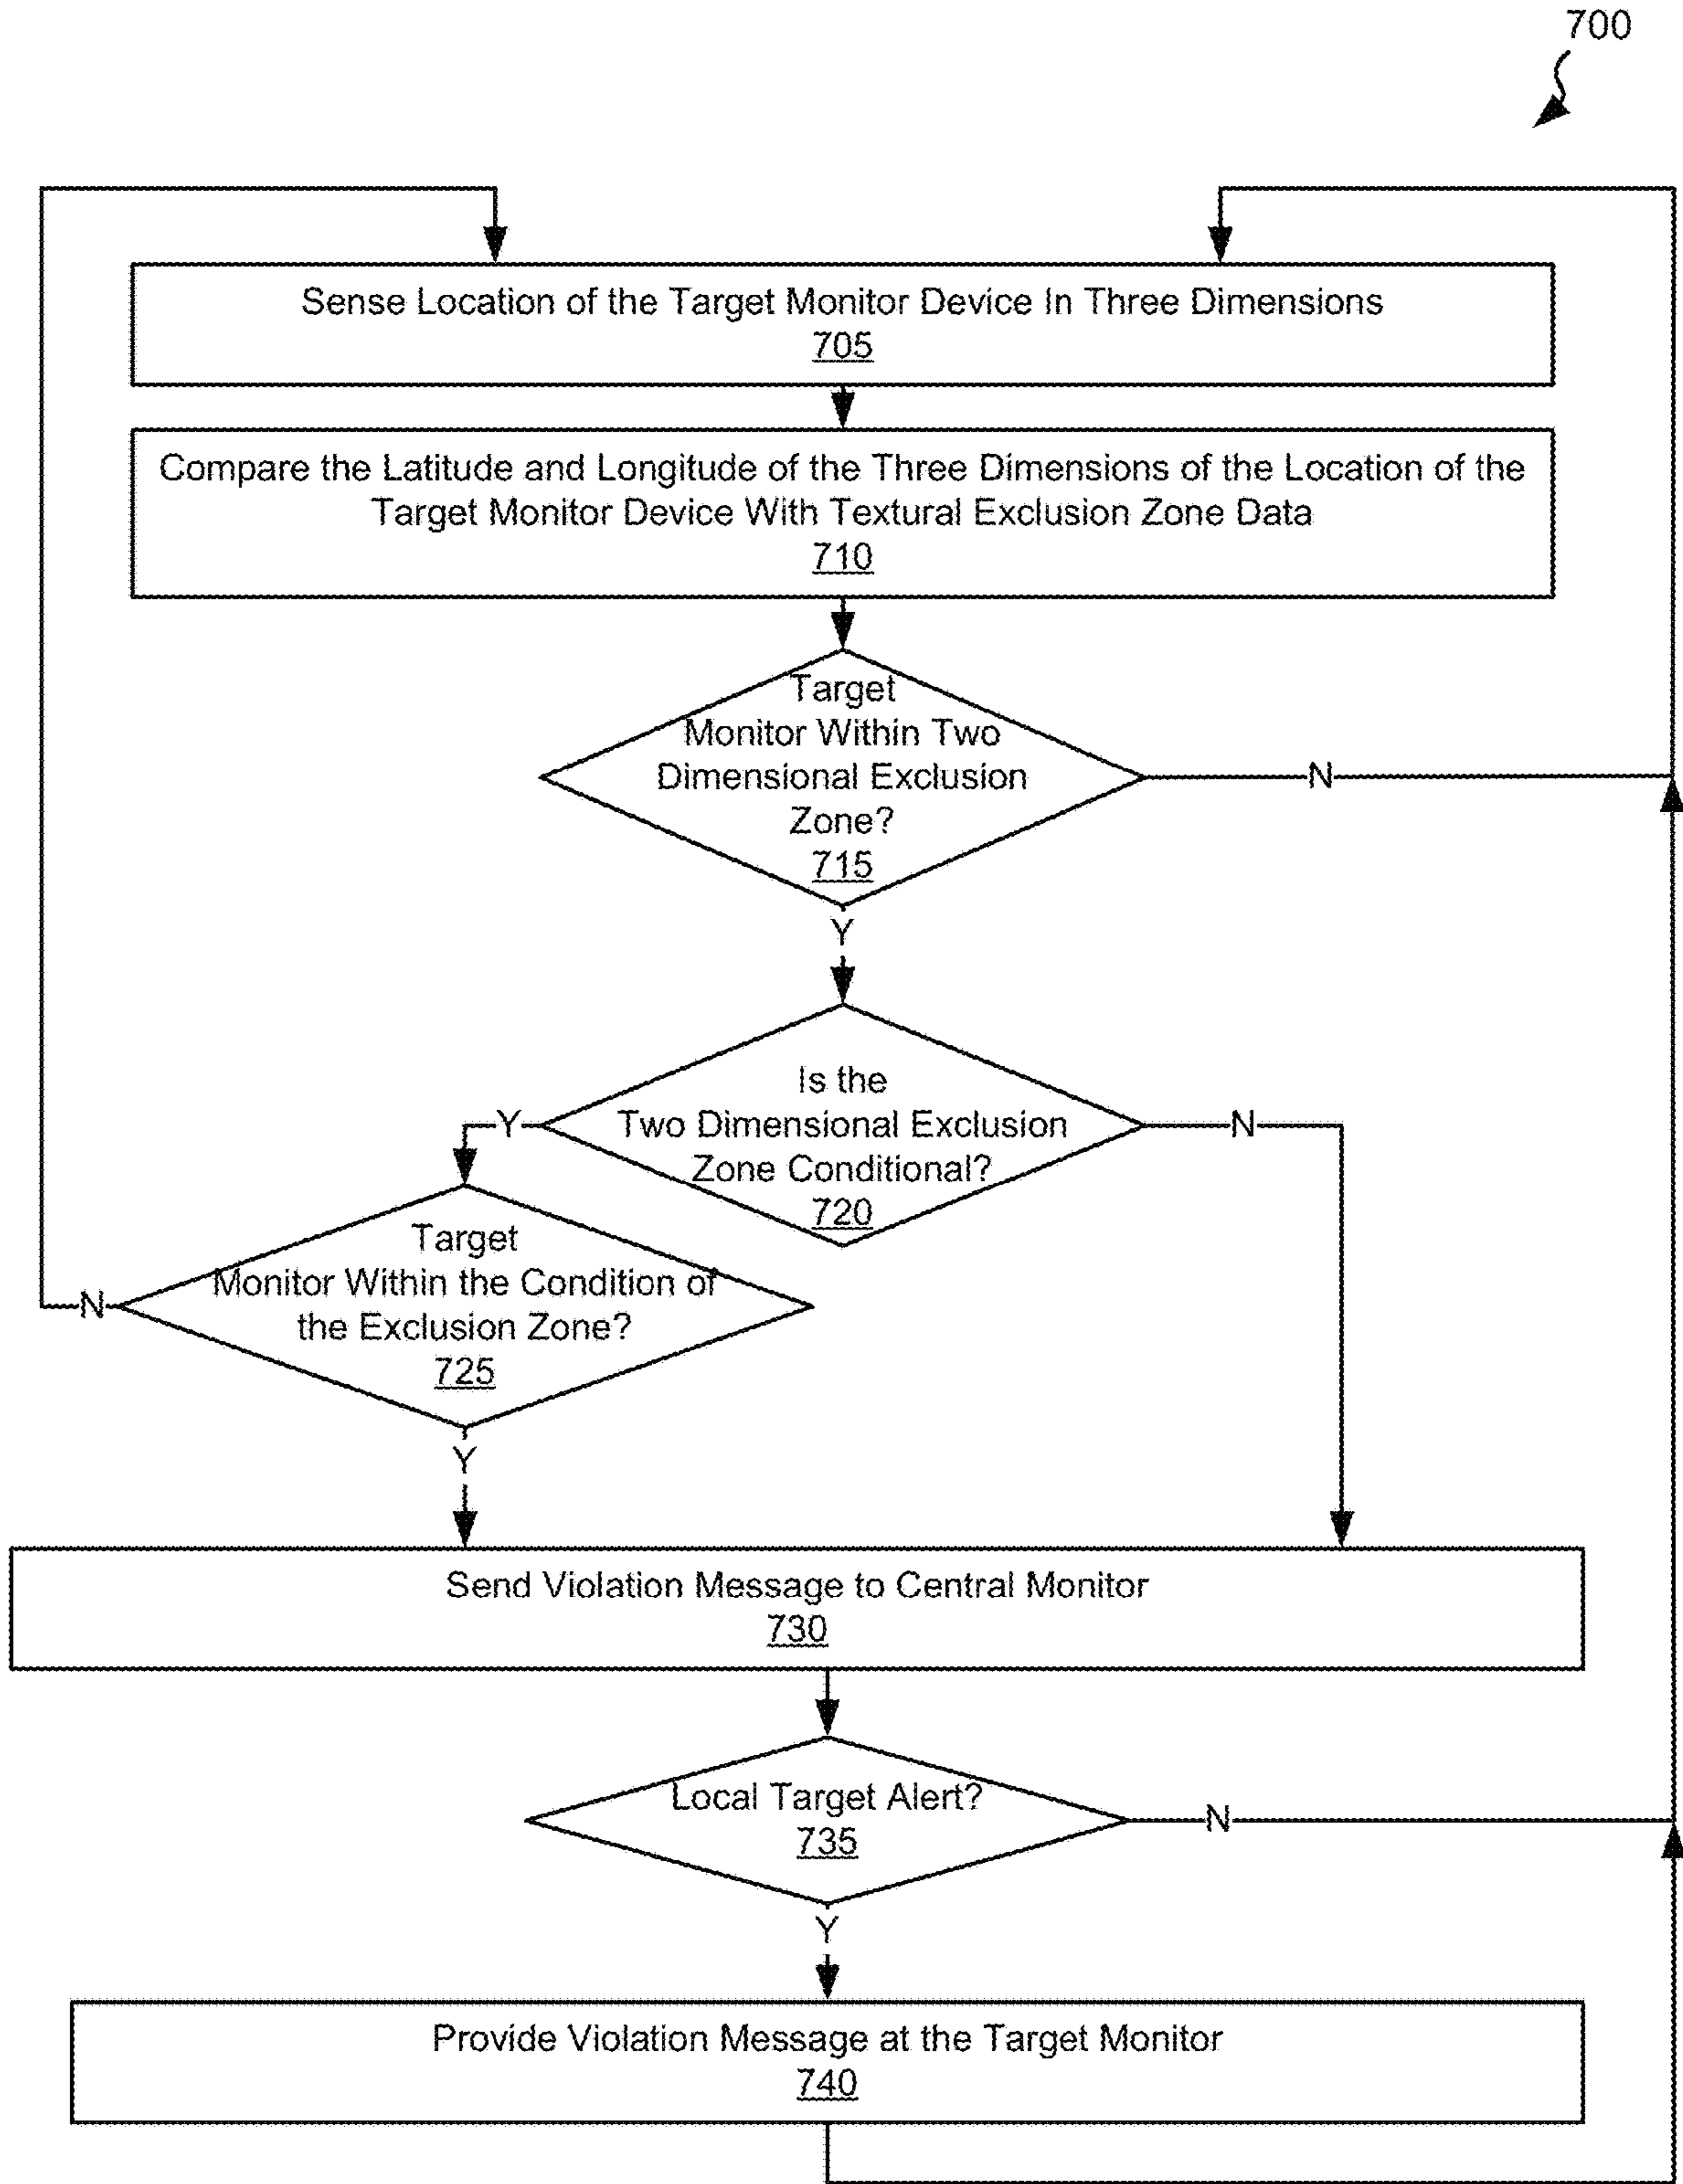 700
Sense Location of the Target Monitor Device In Three Dimensions
705
Compare the Latitude and Longitude of the Three Dimensions of the Location of the
Target Monitor Device With Textural Exclusion Zone Data
710
Target
Monitor Within Two
Dimensional Exclusion
Zone?
715
N
Y
Is the
Two Dimensional Exclusion
Zone Conditional?
720
Y
N
Target
Monitor Within the Condition of
the Exclusion Zone?
725
N
Y
Send Violation Message to Central Monitor
730
Local Target Alert?
735
N
Y
Provide Violation Message at the Target Monitor
740